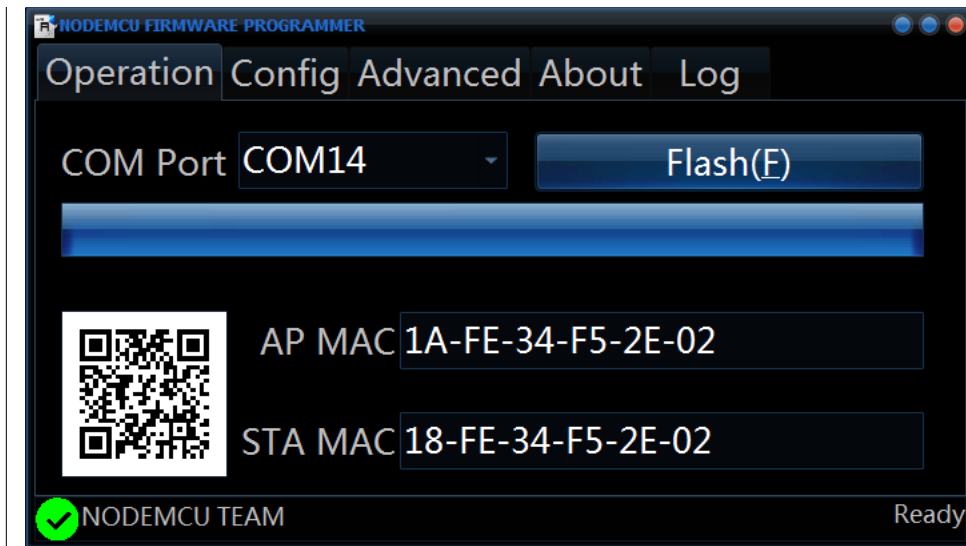 NODEMCU FIRMWARE PROGRAMMER
Operation Config Advanced About Log
COM Port COM14 Flash(F)
AP MAC 1A-FE-34-F5-2E-02
STA MAC 18-FE-34-F5-2E-02
NODEMCU TEAM Ready